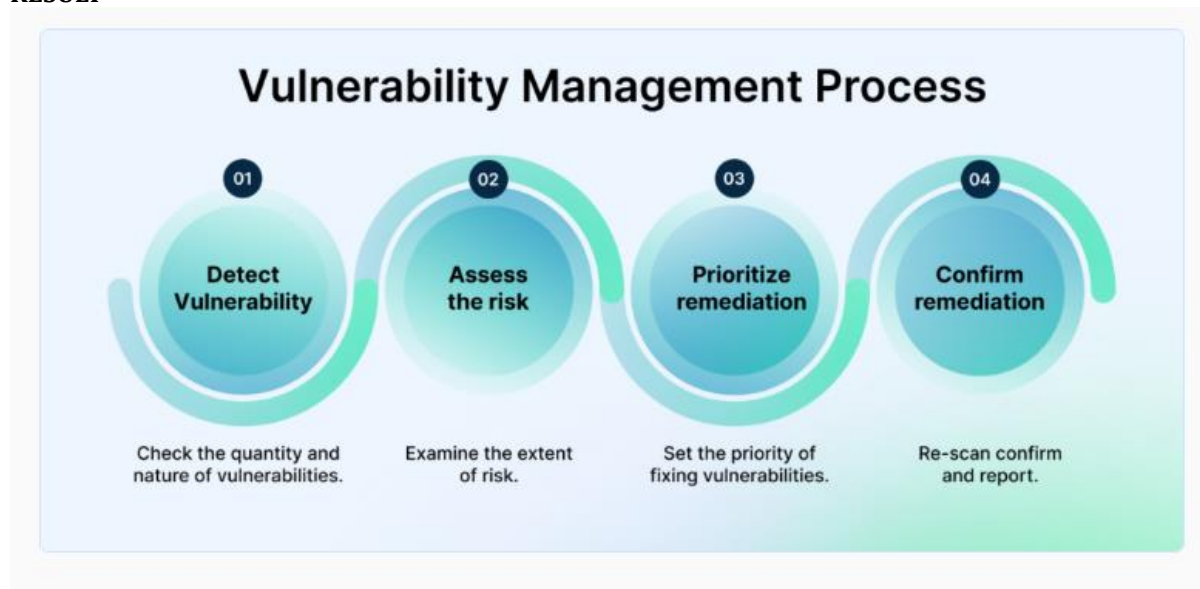 RESULT
Vulnerability Management Process
01
02
03
04
Detect
Vulnerability
Assess
the risk
Prioritize
remediation
Confirm
remediation
Check the quantity and
nature of vulnerabilities.
Examine the extent
of risk.
Set the priority of
fixing vulnerabilities.
Re-scan confirm
and report.